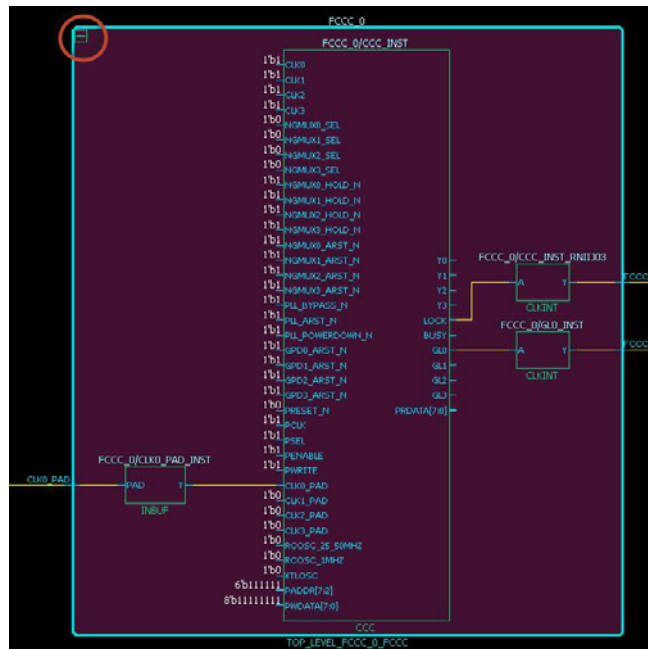 FCCC_0
FCCC_0/CCC_INST
1'b1 CLK0
1'b1 CLK1
1'b1 CLK2
1'b1 CLK3
1'b0 NGMUX0_SEL
1'b0 NGMUX1_SEL
1'b0 NGMUX2_SEL
1'b0 NGMUX3_SEL
1'b1 NGMUX0_HOLD_N
1'b1 NGMUX1_HOLD_N
1'b1 NGMUX2_HOLD_N
1'b1 NGMUX3_HOLD_N
1'b1 NGMUX0_ARST_N
1'b1 NGMUX1_ARST_N Y0
FCCC_0/CCC_INST_RNIIJ03
1'b1 NGMUX2_ARST_N Y1
1'b1 NGMUX3_ARST_N Y2 A Y FCCC
1'b1 PLL_BYPASS_N Y3
CLKINT
1'b1 PLL_ARST_N LOCK
FCCC_0/GL0_INST
1'b1 PLL_POWERDOWN_N BUSY
1'b1 GPD0_ARST_N GL0 A Y FCCC
1'b1 GPD1_ARST_N GL1
1'b1 GPD2_ARST_N GL2
CLKINT
1'b1 GPD3_ARST_N GL3
1'b0 PRESET_N PRDATA[7:0]
1'b1 PCLK
1'b1 PSEL
1'b1 PENABLE
FCCC_0/CLK0_PAD_INST
1'b1 PWRITE
CLK0_PAD PAD Y CLK0_PAD
1'b0 CLK1_PAD
INBUF
1'b0 CLK2_PAD
1'b0 CLK3_PAD
1'b0 RCOSC_25_50MHZ
1'b0 RCOSC_1MHZ
1'b0 XTLOSC
6'b111111 PADDR[7:2]
8'b11111111 PWDATA[7:0]
CCC
TOP_LEVEL_FCCC_0_FCCC